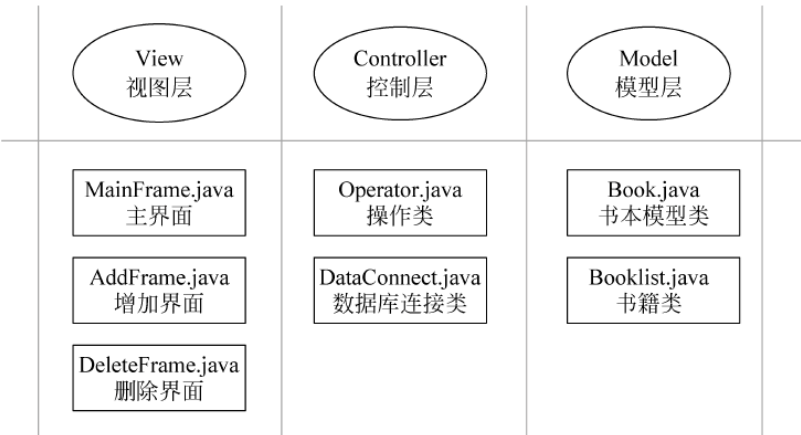 View
视图层
Controller
控制层
Model
模型层
MainFrame.java
主界面
Operator.java
操作类
Book.java
书本模型类
AddFrame.java
增加界面
DataConnect.java
数据库连接类
Booklist.java
书籍类
DeleteFrame.java
删除界面